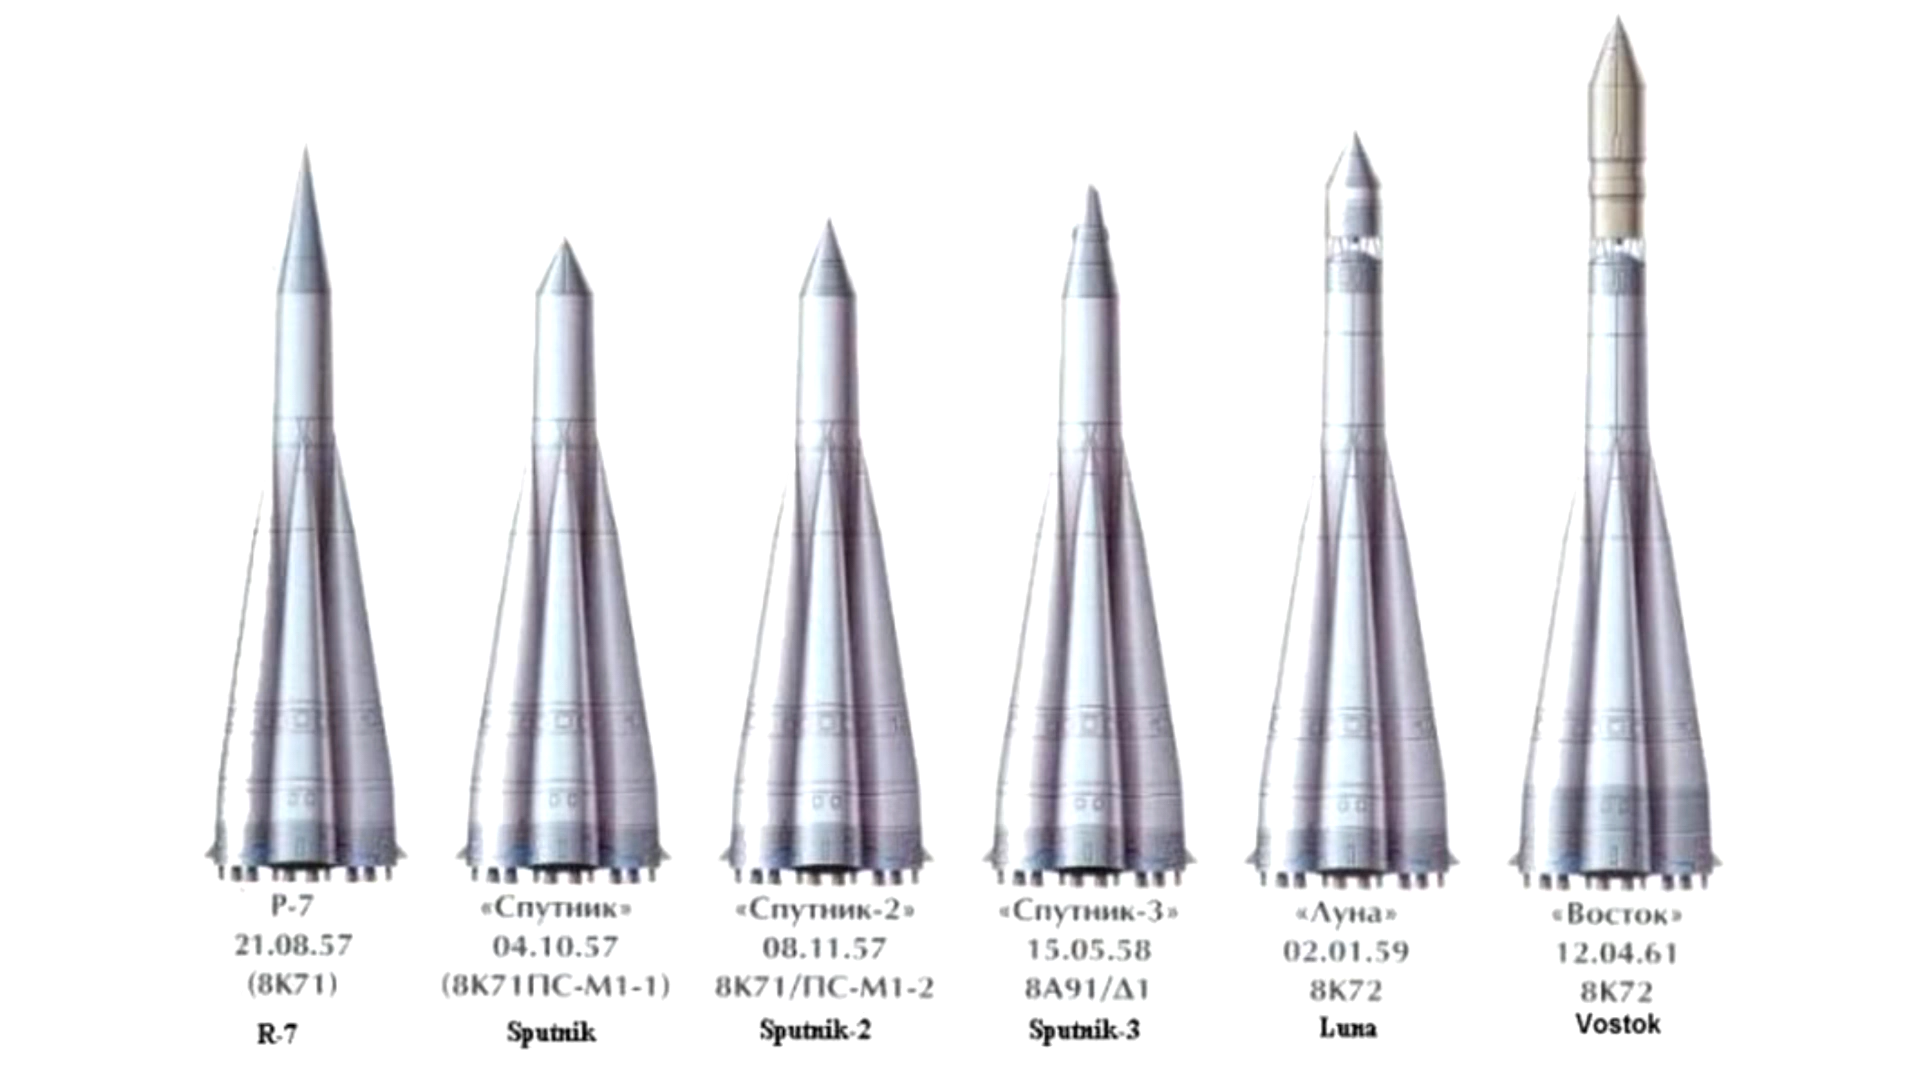 Р-7
21.08.57
(8К71)
R-7
«Спутник»
04.10.57
(8К71ПС-М1-1)
Sputnik
«Спутник-2»
08.11.57
8К71/ПС-М1-2
Sputnik-2
«Спутник-3»
15.05.58
8А91/Д1
Sputnik-3
«Луна»
02.01.59
8К72
Luna
«Восток»
12.04.61
8К72
Vostok